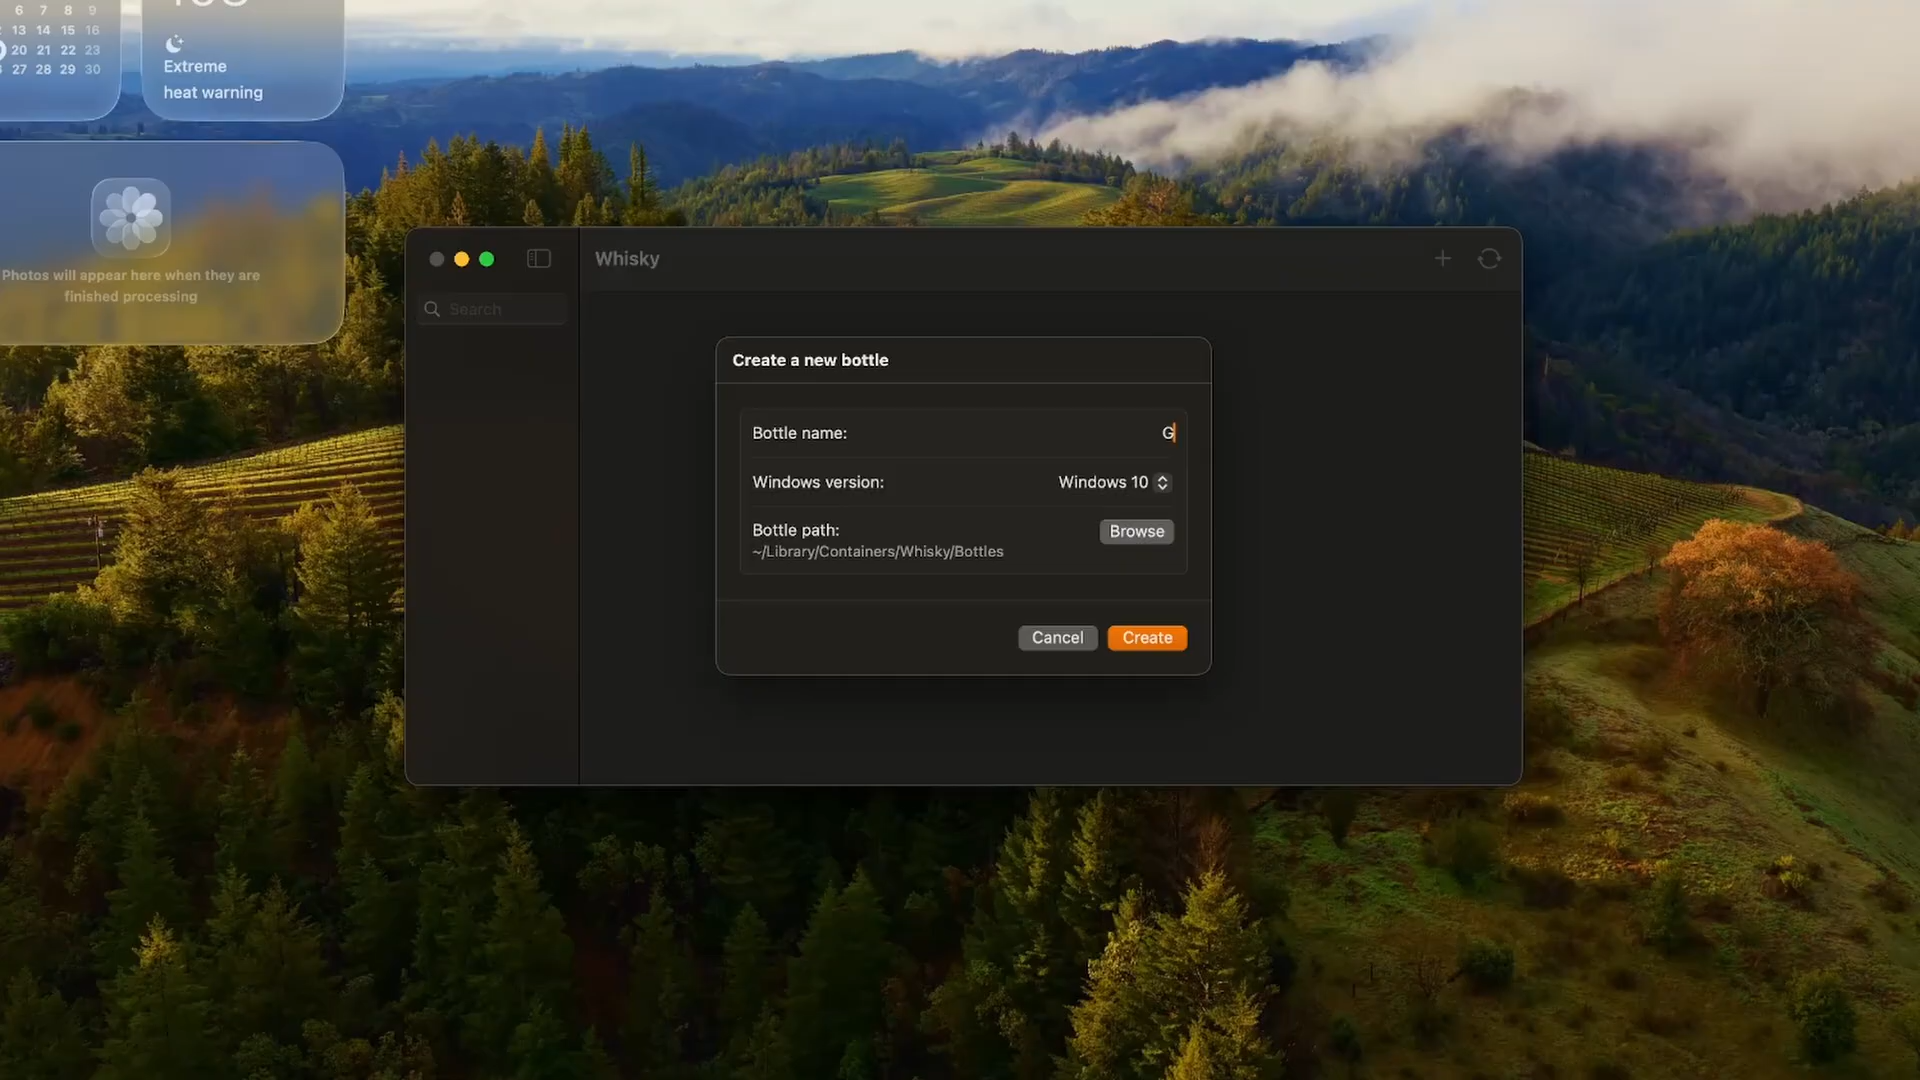 6 7 8 9
13 14 15 16
20 21 22 23
27 28 29 30
Extreme
heat warning
Photos will appear here when they are
finished processing
Whisky
Search
Create a new bottle
Bottle name:
G
Windows version:
Windows 10
Bottle path:
Browse
~/Library/Containers/Whisky/Bottles
Cancel
Create